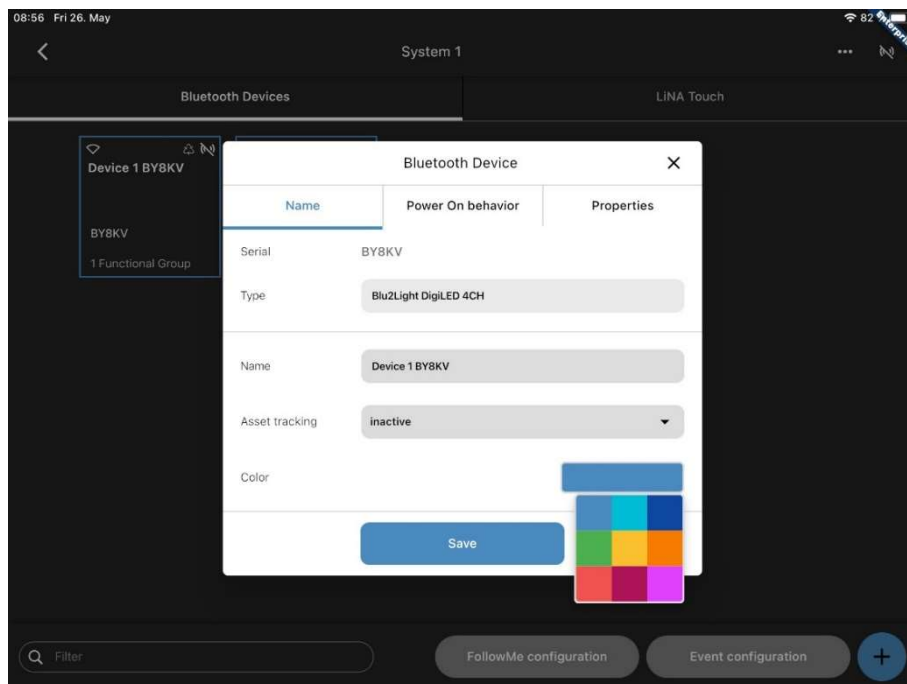 08:56 Fri 26. May
82
System 1
Bluetooth Devices
LiNA Touch
Device 1 BY8KV
BY8KV
1 Functional Group
Bluetooth Device
Name
Power On behavior
Properties
Serial
BY8KV
Type
Blu2Light DigiLED 4CH
Name
Device 1 BY8KV
Asset tracking
inactive
Color
Save
Filter
FollowMe configuration
Event configuration